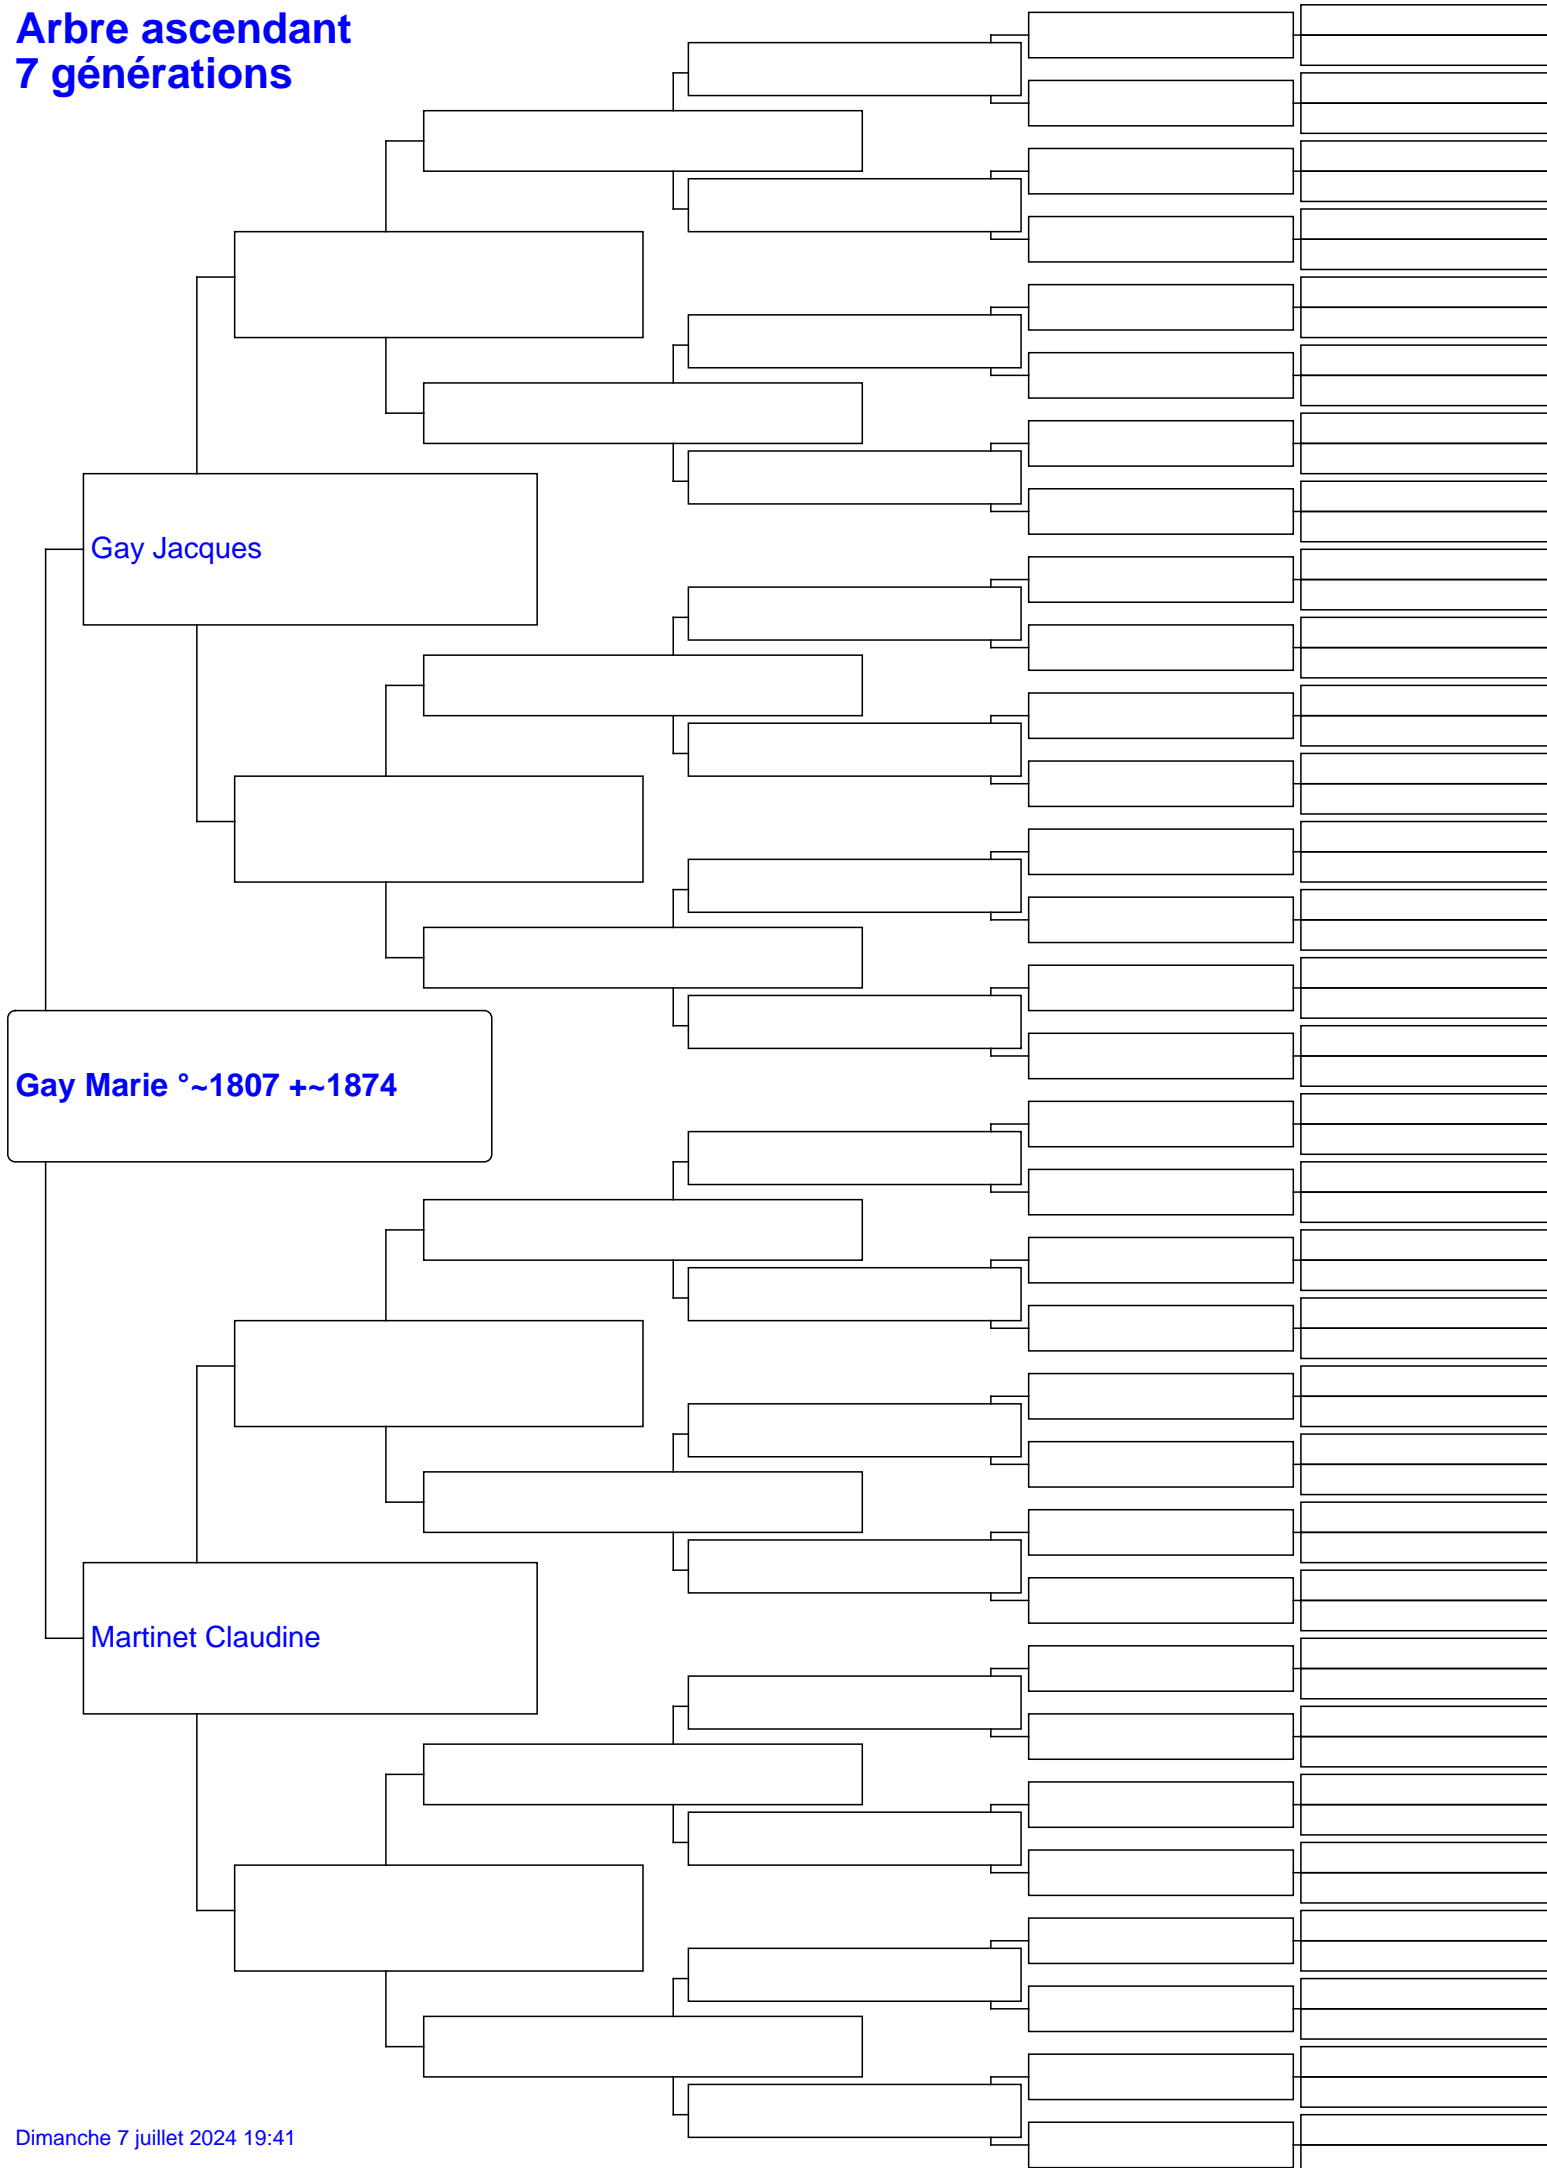 Arbre ascendant
7 générations
Gay Jacques
Gay Marie °~1807 +~1874
Martinet Claudine
Dimanche 7 juillet 2024 19:41